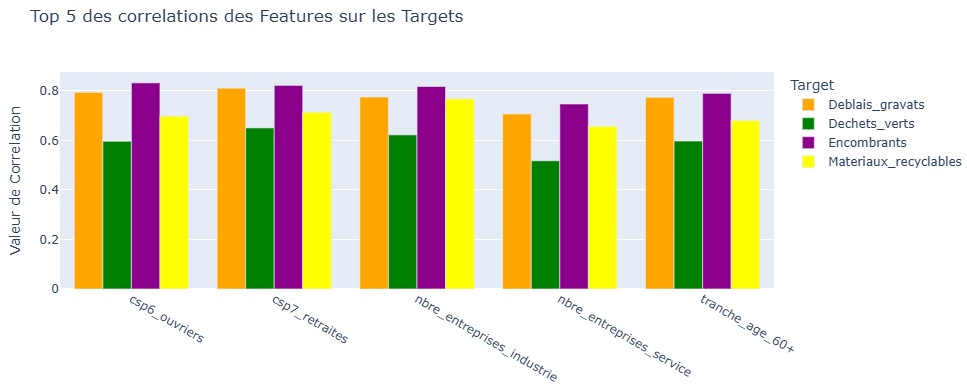 Top 5 des correlations des Features sur les Targets
Valeur de Correlation
0.8
0.6
0.4
0.2
0
csp6_ouvriers
csp7_retraites
nbre_entreprises_industrie
nbre_entreprises_service
tranche_age_60+
Target
Deblais_gravats
Dechets_verts
Encombrants
Materiaux_recyclables